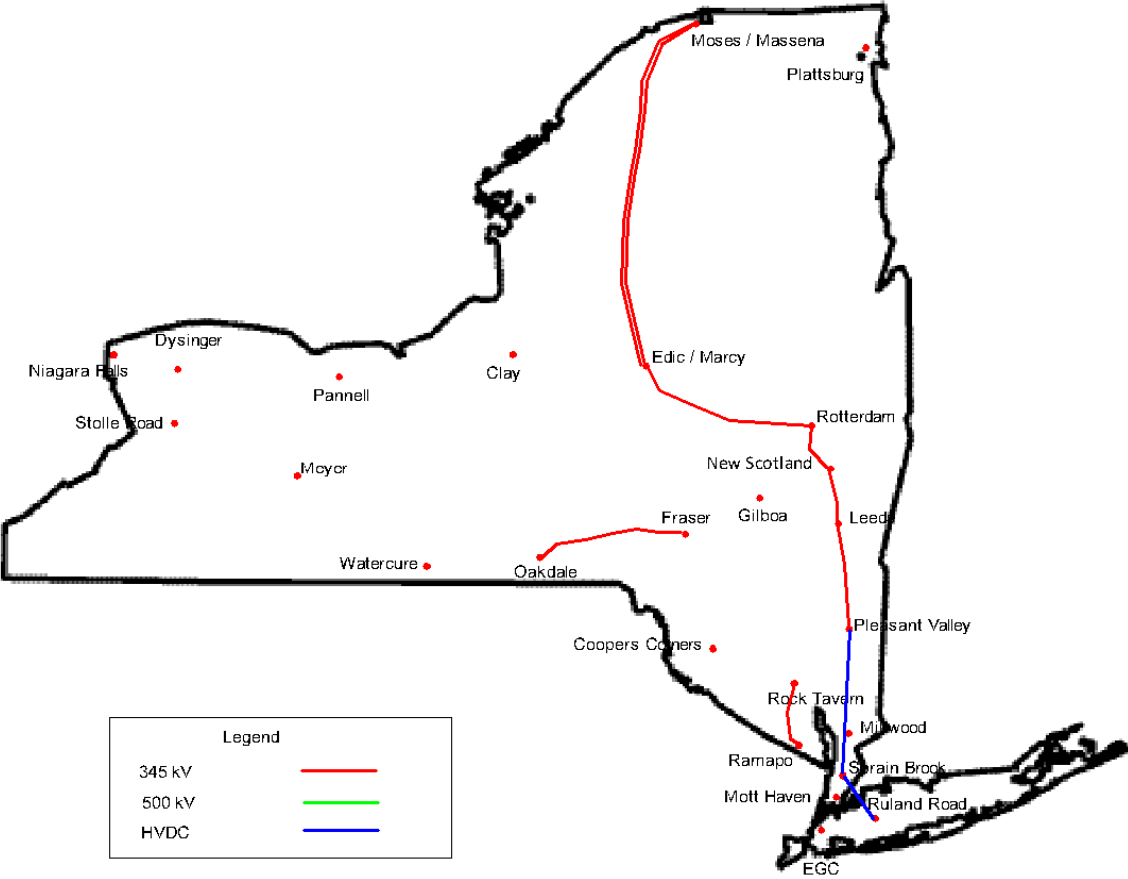 Moses / Massena
Plattsburg
Dysinger
Niagara Falls
Edic / Marcy
Clay
Pannell
Stolle Road
Rotterdam
New Scotland
Meyer
Gilboa
Fraser
Leeds
Watercure
Oakdale
Pleasant Valley
Coopers Corners
Rock Tavern
Millwood
Legend
Ramapo
Sprain Brook
345 kV
Mott Haven
Ruland Road
500 kV
HVDC
EGC